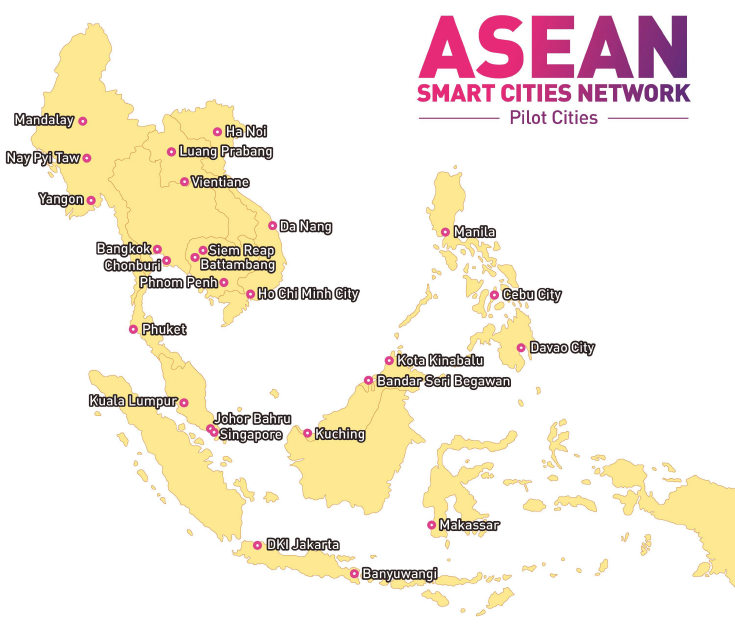 ASEAN
SMART CITIES NETWORK
Pilot Cities
Mandalay
Ha Noi
Luang Prabang
Nay Pyi Taw
Vientiane
Yangon
Da Nang
Manila
Bangkok
Siem Reap
Chonburi
Battambang
Phnom Penh
Ho Chi Minh City
Cebu City
Phuket
Davao City
Kota Kinabalu
Bandar Seri Begawan
Kuala Lumpur
Johor Bahru
Singapore
Kuching
Makassar
DKI Jakarta
Banyuwangi